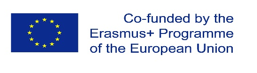 Co-funded by the
Erasmus+ Programme
of the European Union